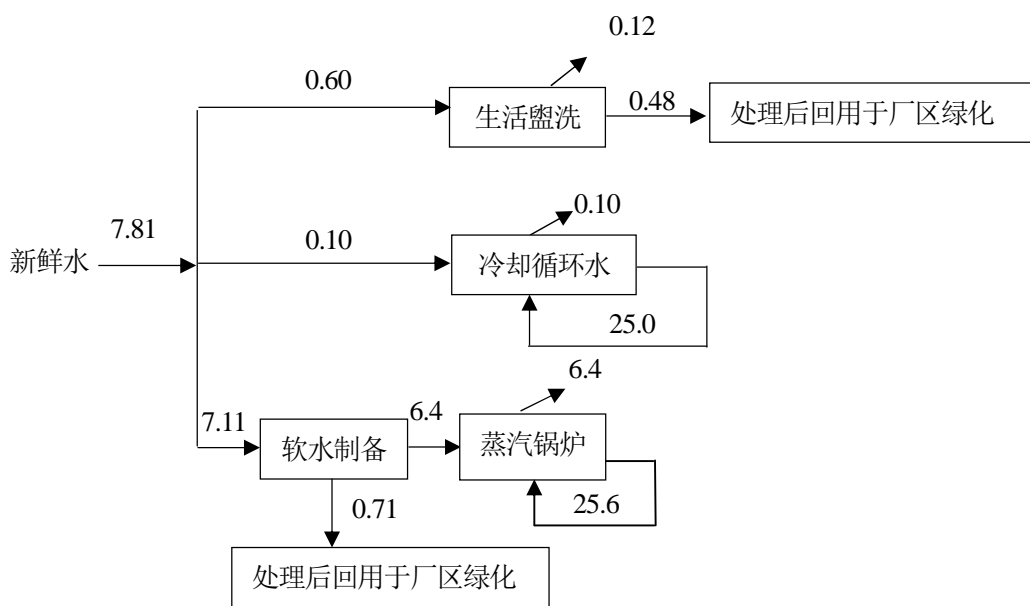 0.12
0.60
生活盥洗
0.48
处理后回用于厂区绿化
7.81
新鲜水
0.10
0.10
冷却循环水
25.0
6.4
7.11
软水制备
6.4
蒸汽锅炉
25.6
0.71
处理后回用于厂区绿化